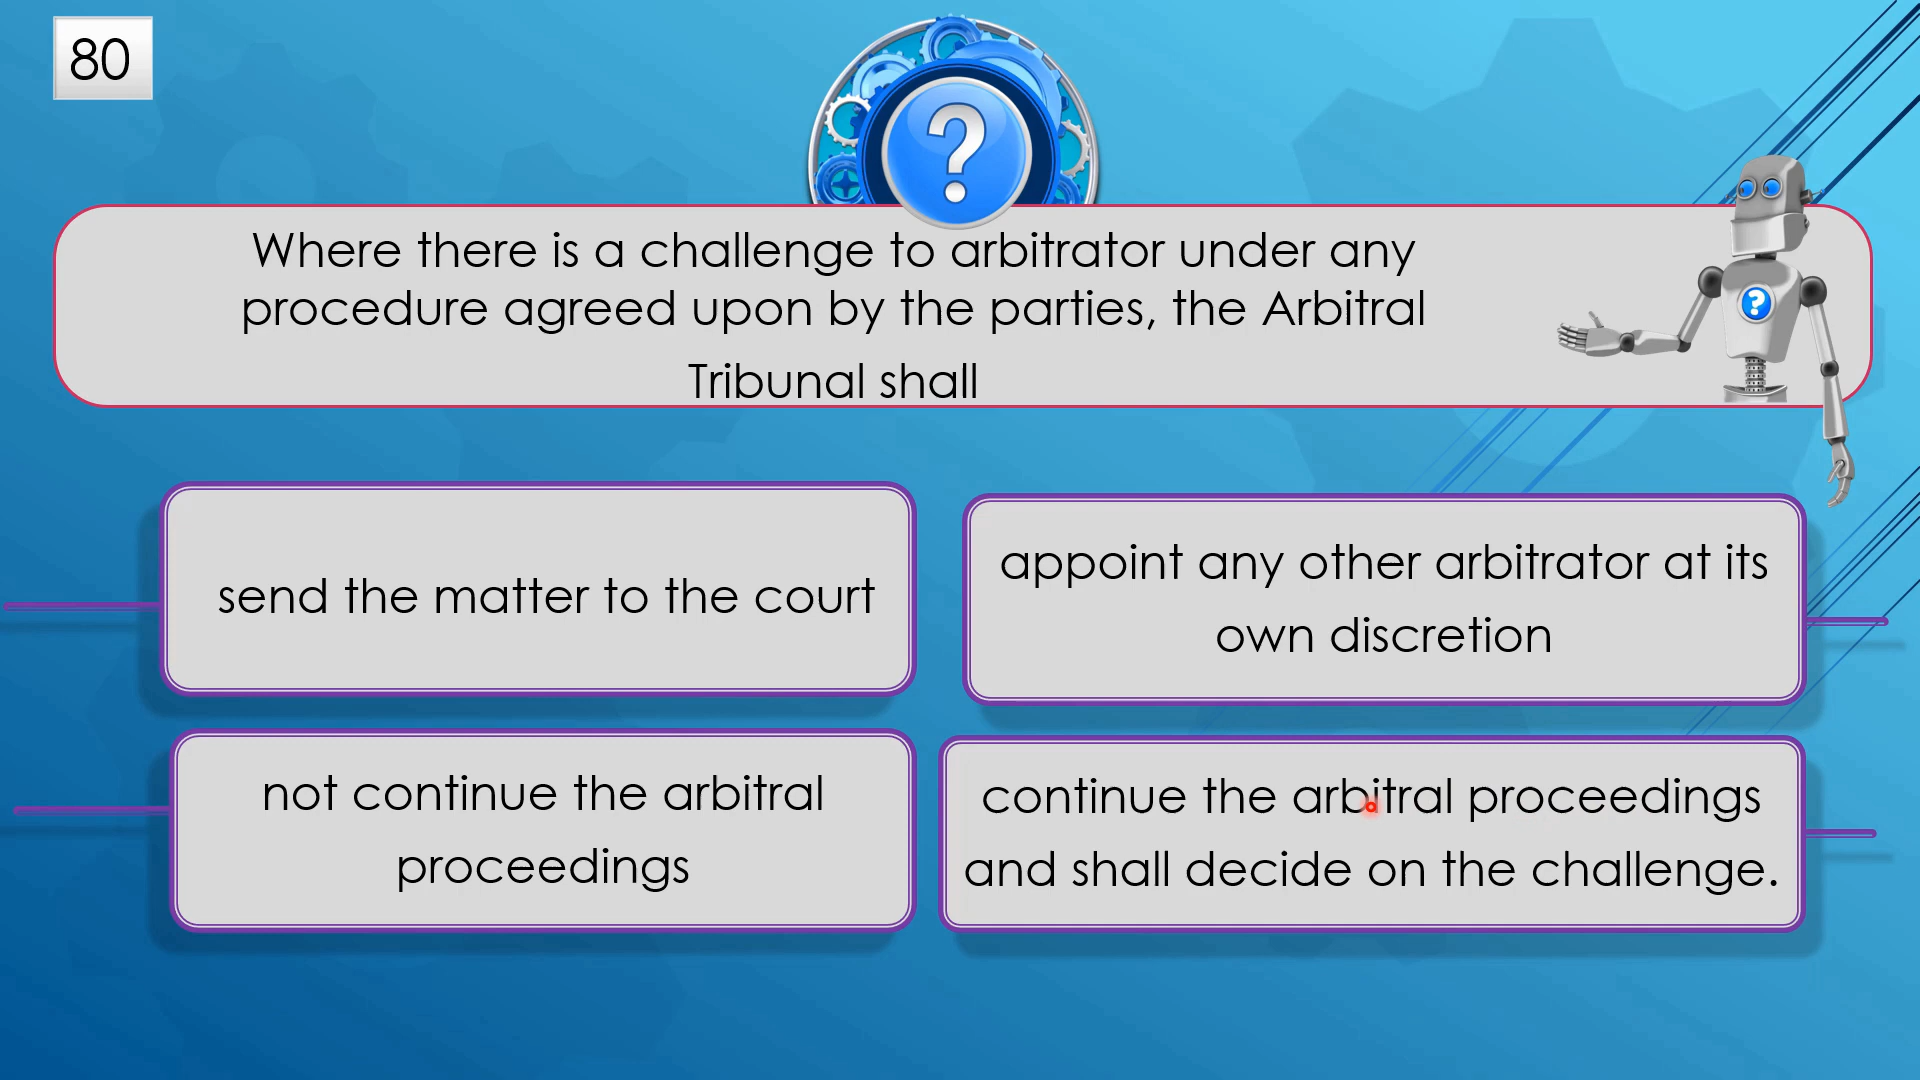 80
?
Where there is a challenge to arbitrator under any
procedure agreed upon by the parties, the Arbitral
Tribunal shall
?
send the matter to the court
appoint any other arbitrator at its
own discretion
not continue the arbitral
proceedings
continue the arbitral proceedings
and shall decide on the challenge.